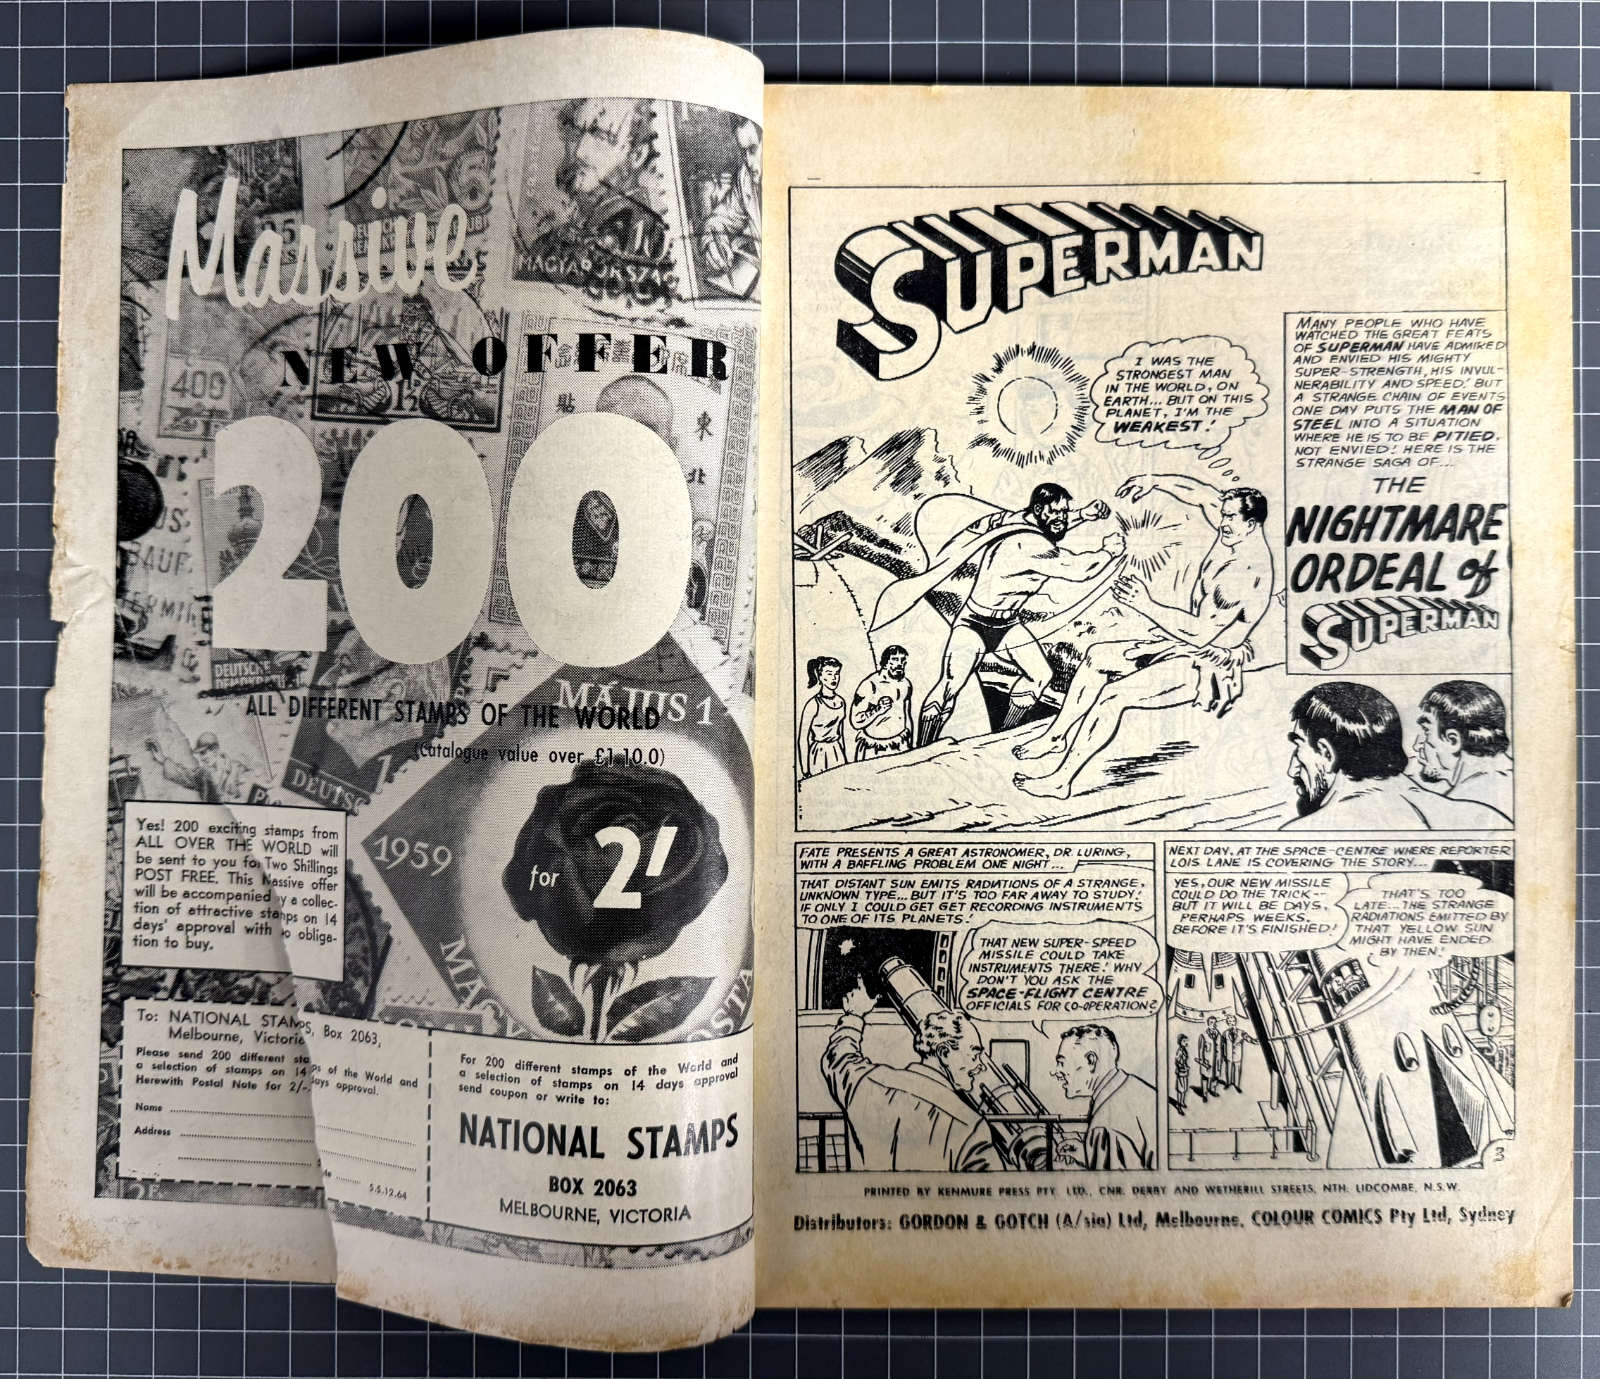 Massive
NEW OFFER
200
ALL DIFFERENT STAMPS OF THE WORLD
(Catalogue value over £1.10.0)
for 2'
MAGYAR
400
1½
貼
東
北
DEUTSCHE
MÁJUS 1
1959
DEUTSC
Yes! 200 exciting stamps from
ALL OVER THE WORLD will
be sent to you for Two Shillings
POST FREE. This Massive offer
will be accompanied by a collec-
tion of attractive stamps on 14
days' approval with no obliga-
tion to buy.
To: NATIONAL STAMPS, Box 2063,
Melbourne, Victoria
Please send 200 different stamps of the World and
a selection of stamps on 14 days approval.
Herewith Postal Note for 2/-.
Name
Address
S.5.12.64
For 200 different stamps of the World and
a selection of stamps on 14 days approval
send coupon or write to:
NATIONAL STAMPS
BOX 2063
MELBOURNE, VICTORIA
SUPERMAN
I WAS THE
STRONGEST MAN
IN THE WORLD, ON
EARTH... BUT ON THIS
PLANET, I'M THE
WEAKEST!
MANY PEOPLE WHO HAVE
WATCHED THE GREAT FEATS
OF SUPERMAN HAVE ADMIRED
AND ENVIED HIS MIGHTY
SUPER-STRENGTH, HIS INVUL-
NERABILITY AND SPEED! BUT
A STRANGE CHAIN OF EVENTS
ONE DAY PUTS THE MAN OF
STEEL INTO A SITUATION
WHERE HE IS TO BE PITIED,
NOT ENVIED! HERE IS THE
STRANGE SAGA OF...
THE
NIGHTMARE
ORDEAL of
SUPERMAN
FATE PRESENTS A GREAT ASTRONOMER, DR. LURING,
WITH A BAFFLING PROBLEM ONE NIGHT...
THAT DISTANT SUN EMITS RADIATIONS OF A STRANGE,
UNKNOWN TYPE... BUT IT'S TOO FAR AWAY TO STUDY!
IF ONLY I COULD GET GET RECORDING INSTRUMENTS
TO ONE OF ITS PLANETS!
THAT NEW SUPER-SPEED
MISSILE COULD TAKE
INSTRUMENTS THERE! WHY
DON'T YOU ASK THE
SPACE-FLIGHT CENTRE
OFFICIALS FOR CO-OPERATION?
NEXT DAY, AT THE SPACE-CENTRE WHERE REPORTER
LOIS LANE IS COVERING THE STORY...
YES, OUR NEW MISSILE
COULD DO THE TRICK--
BUT IT WILL BE DAYS,
PERHAPS WEEKS,
BEFORE IT'S FINISHED!
THAT'S TOO
LATE... THE STRANGE
RADIATIONS EMITTED BY
THAT YELLOW SUN
MIGHT HAVE ENDED
BY THEN!
3
PRINTED BY KENMURE PRESS PTY. LTD., CNR. DERBY AND WETHERILL STREETS, NTH. LIDCOMBE, N.S.W.
Distributors: GORDON & GOTCH (A/sia) Ltd, Melbourne. COLOUR COMICS Pty Ltd, Sydney